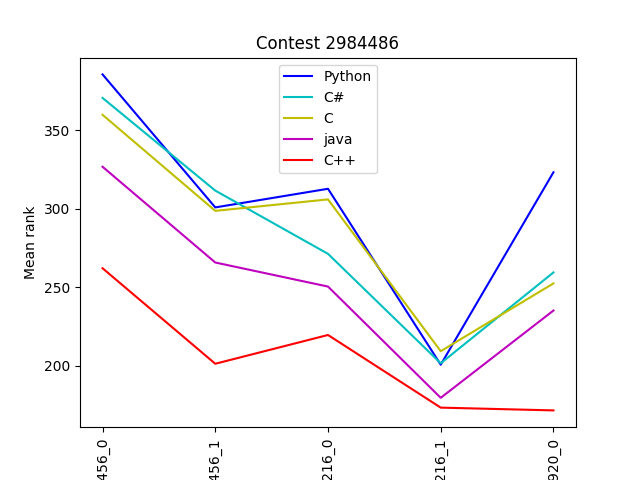 Contest 2984486
Mean rank
350
300
250
200
Python
C#
C
java
C++
456_0
456_1
216_0
216_1
920_0